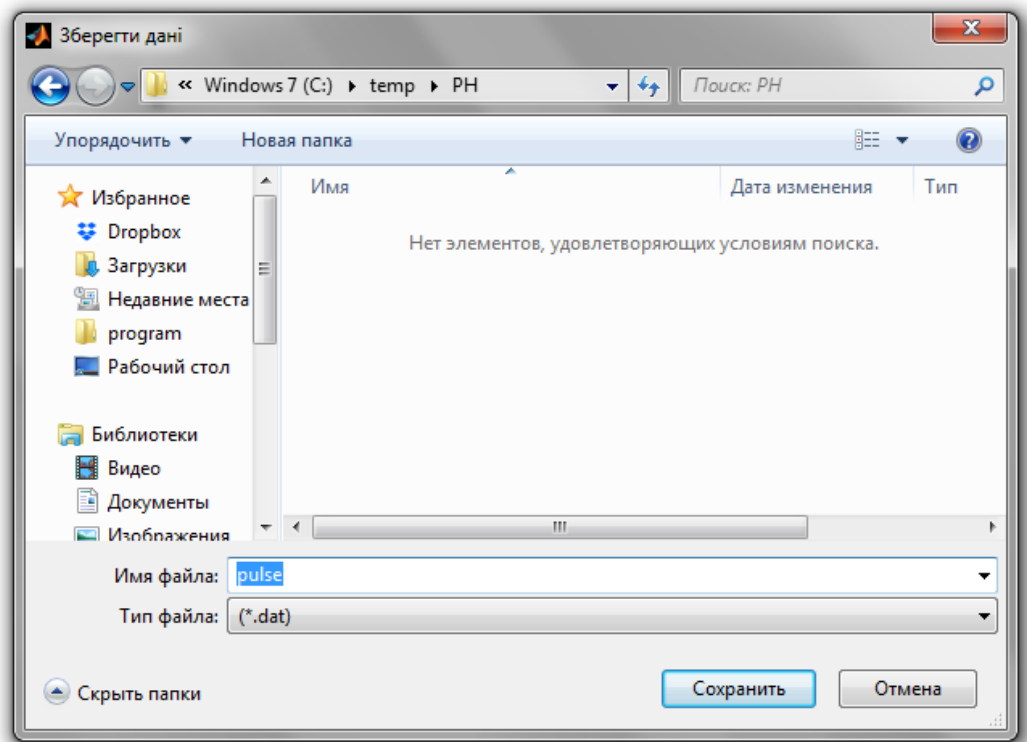 Зберегти дані
« Windows 7 (C:) temp PH Поиск: PH
Упорядочить Новая папка
Избранное
Dropbox
Загрузки
Недавние места
program
Рабочий стол
Библиотеки
Видео
Документы
Изображения
Имя Дата изменения Тип
Нет элементов, удовлетворяющих условиям поиска.
Имя файла: pulse
Тип файла: (*.dat)
Скрыть папки Сохранить Отмена